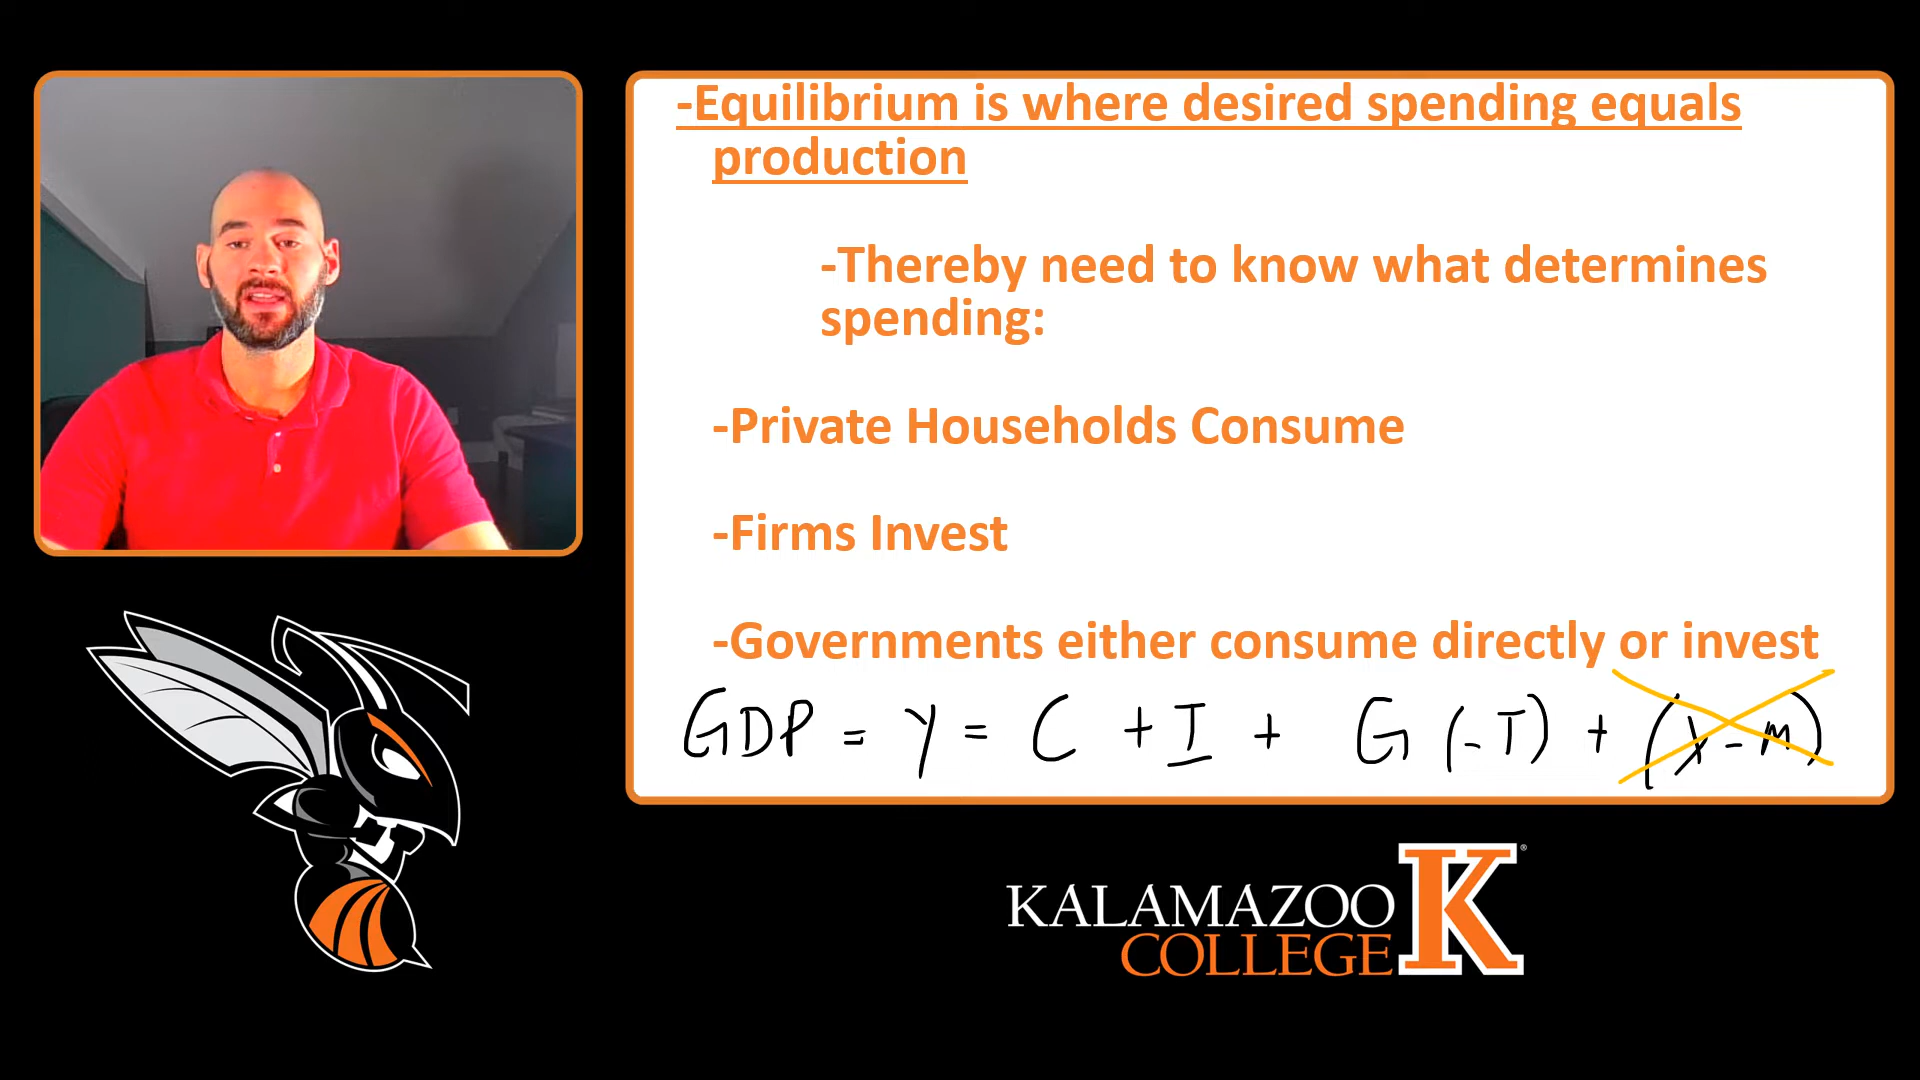 -Equilibrium is where desired spending equals
production
-Thereby need to know what determines
spending:
-Private Households Consume
-Firms Invest
-Governments either consume directly or invest
GDP = Y = C + I + G (-T) + (X-M)
KALAMAZOO
COLLEGE
K
®